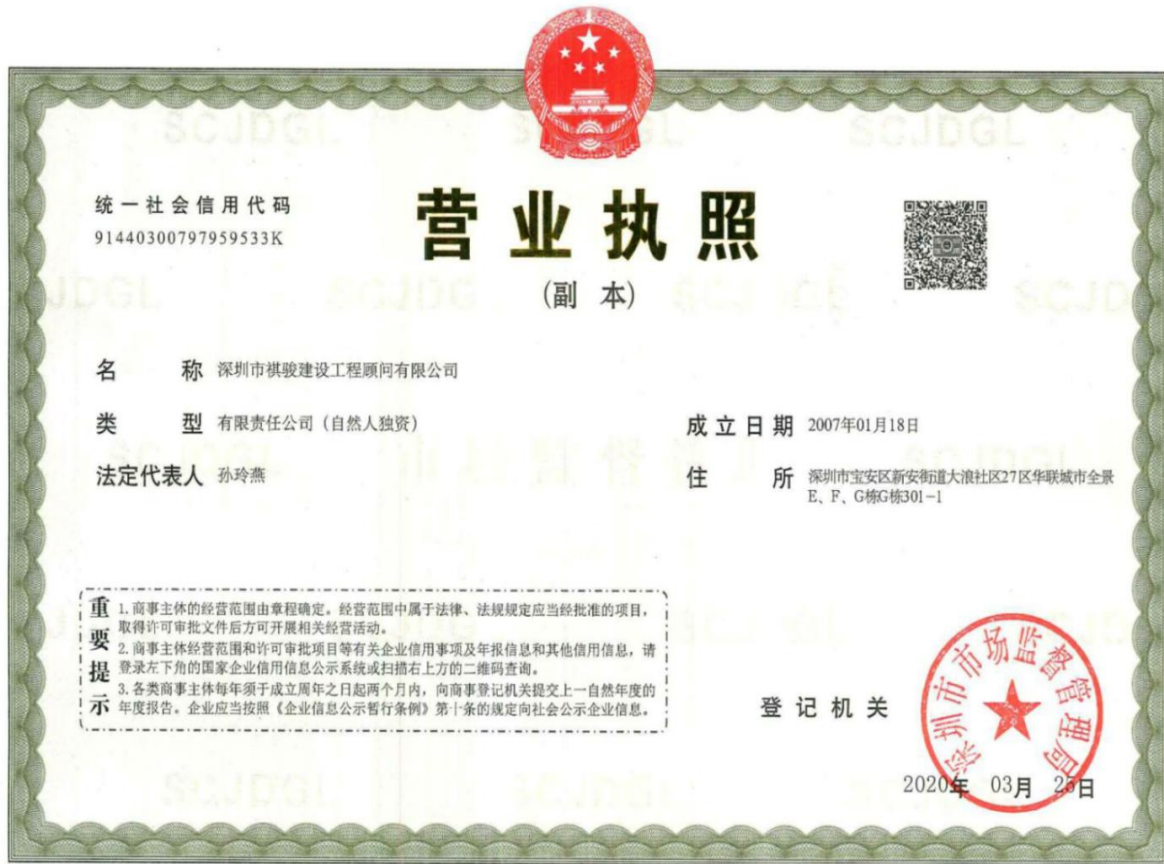 统一社会信用代码
91440300797959533K
营业执照
(副 本)
名 称 深圳市祺骏建设工程顾问有限公司
类 型 有限责任公司（自然人独资）
法定代表人 孙玲燕
成立日期 2007年01月18日
住 所 深圳市宝安区新安街道大浪社区27区华联城市全景
E、F、G栋G栋301-1
重要提示
1.商事主体的经营范围由章程确定。经营范围中属于法律、法规规定应当经批准的项目，
取得许可审批文件后方可开展相关经营活动。
2.商事主体经营范围和许可审批项目等有关企业信用事项及年报信息和其他信用信息，请
登录左下角的国家企业信用信息公示系统或扫描右上方的二维码查询。
3.各类商事主体每年须于成立周年之日起两个月内，向商事登记机关提交上一自然年度的
年度报告。企业应当按照《企业信息公示暂行条例》第十条的规定向社会公示企业信息。
登记机关
深圳市市场监督管理局
2020年 03月 25日
SCJDGL